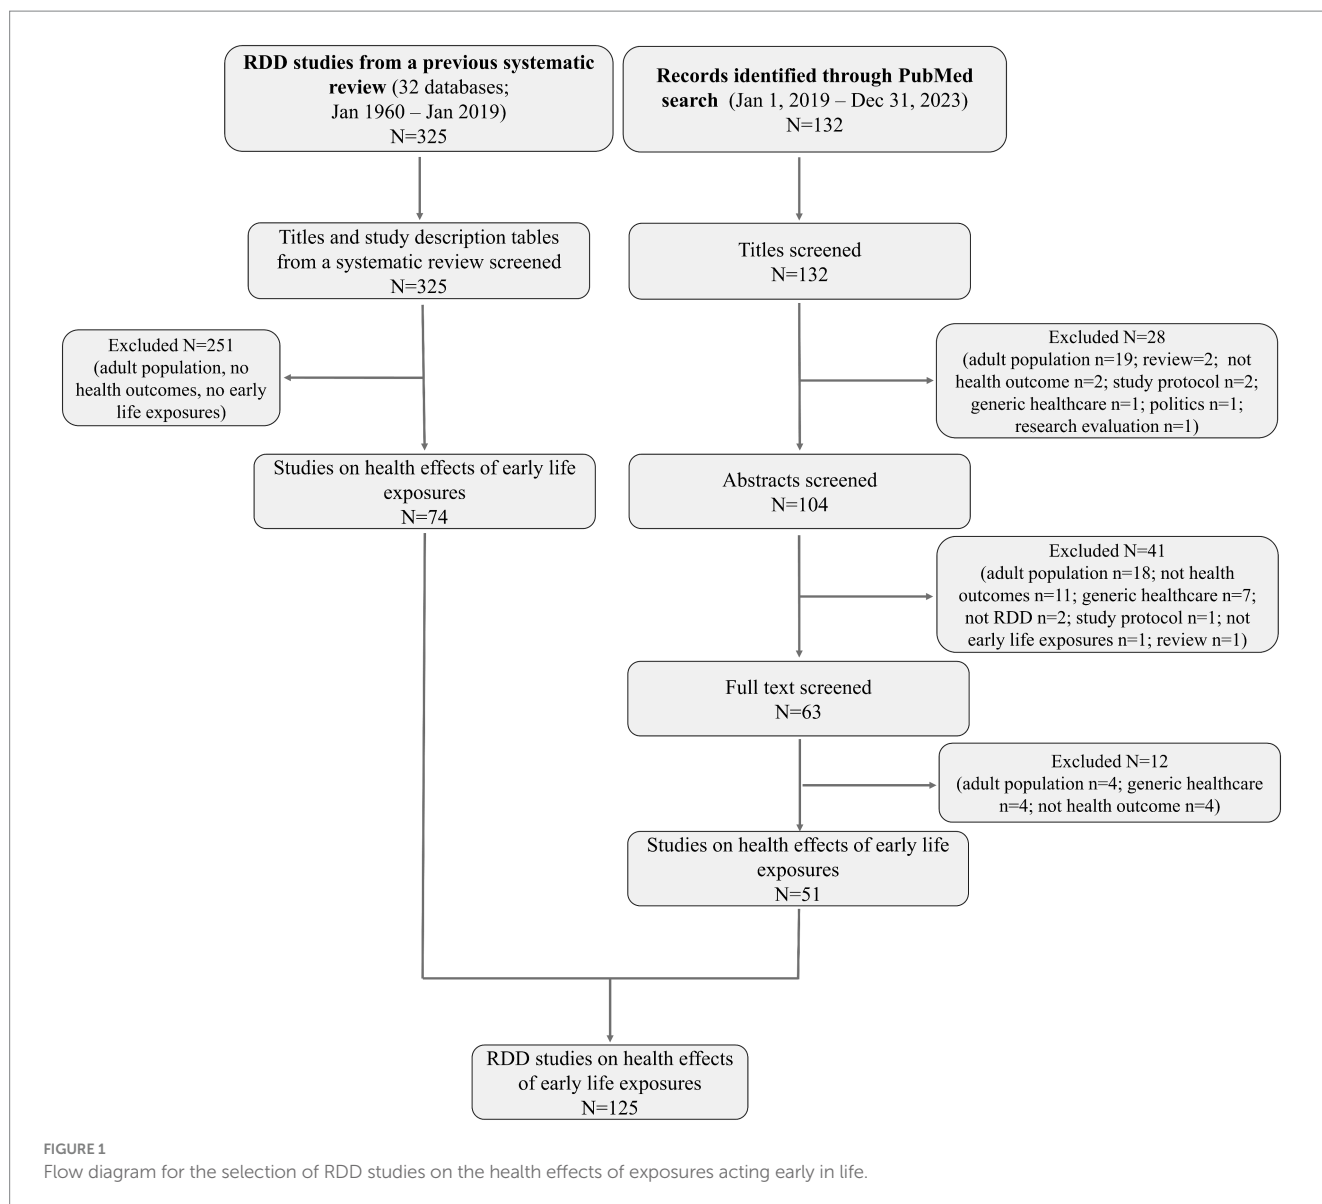 RDD studies from a previous systematic
review (32 databases;
Jan 1960 – Jan 2019)
N=325
Records identified through PubMed
search (Jan 1, 2019 – Dec 31, 2023)
N=132
Titles and study description tables
from a systematic review screened
N=325
Titles screened
N=132
Excluded N=251
(adult population, no
health outcomes, no early
life exposures)
Excluded N=28
(adult population n=19; review=2; not
health outcome n=2; study protocol n=2;
generic healthcare n=1; politics n=1;
research evaluation n=1)
Studies on health effects of early life
exposures
N=74
Abstracts screened
N=104
Excluded N=41
(adult population n=18; not health
outcomes n=11; generic healthcare n=7;
not RDD n=2; study protocol n=1; not
early life exposures n=1; review n=1)
Full text screened
N=63
Excluded N=12
(adult population n=4; generic healthcare
n=4; not health outcome n=4)
Studies on health effects of early life
exposures
N=51
RDD studies on health effects
of early life exposures
N=125
FIGURE 1
Flow diagram for the selection of RDD studies on the health effects of exposures acting early in life.